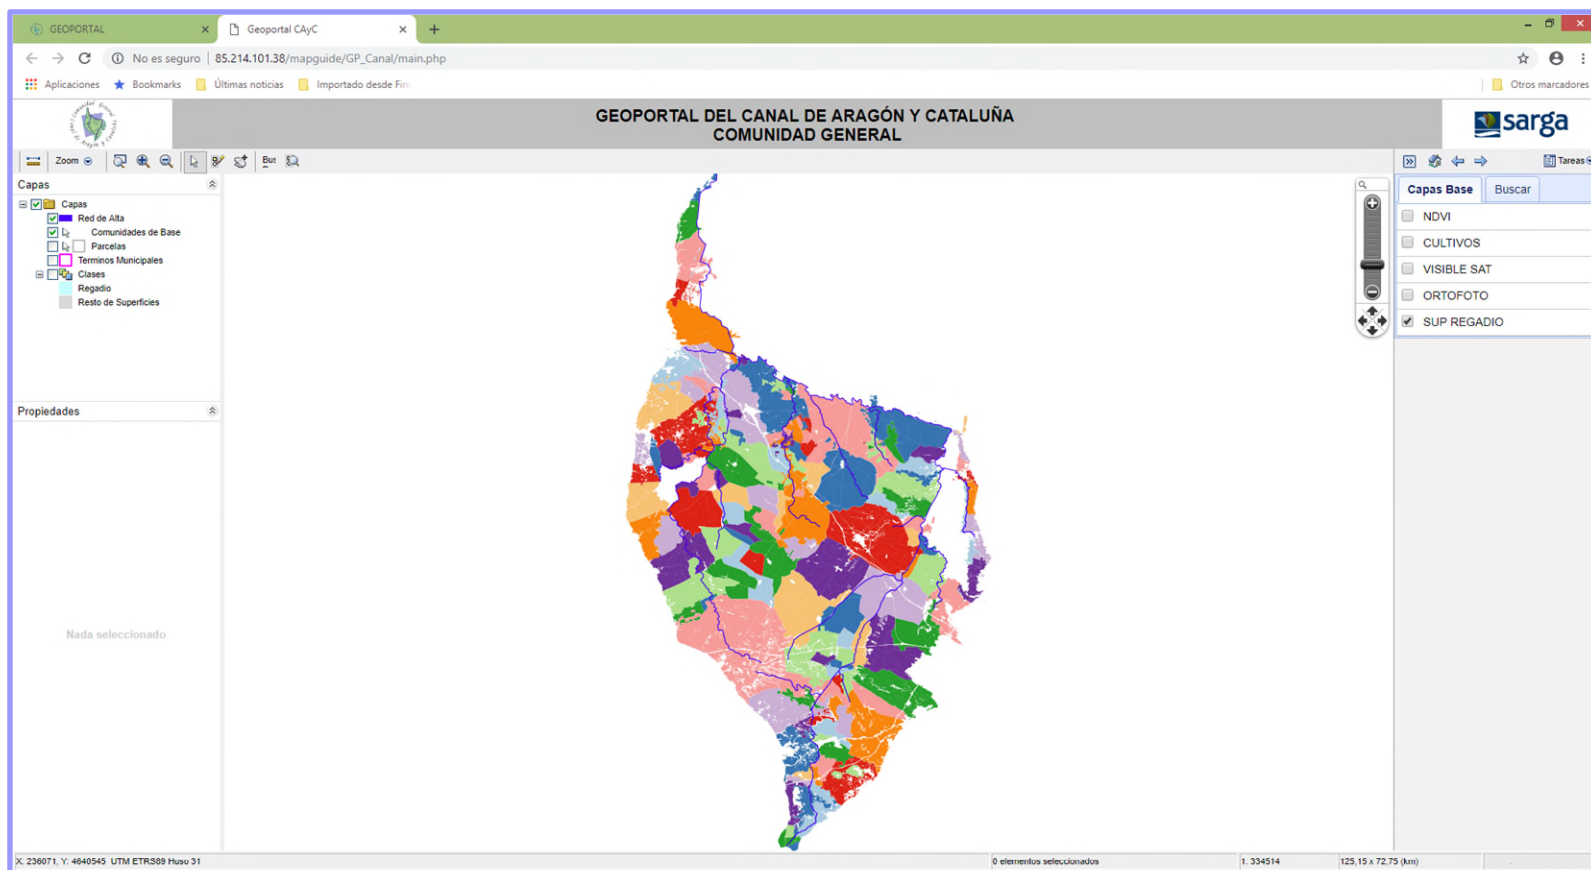 GEOPORTAL
Geoportal CAyC
No es seguro | 85.214.101.38/mapguide/GP_Canal/main.php
Aplicaciones Bookmarks Últimas noticias Importado desde Fir
Otros marcadores
GEOPORTAL DEL CANAL DE ARAGÓN Y CATALUÑA
COMUNIDAD GENERAL
sarga
Zoom
Tareas
Capas
Capas
Red de Alta
Comunidades de Base
Parcelas
Terminos Municipales
Clases
Regadio
Resto de Superficies
Propiedades
Nada seleccionado
Capas Base Buscar
NDVI
CULTIVOS
VISIBLE SAT
ORTOFOTO
SUP REGADIO
X: 236071, Y: 4640545 UTM ETRS89 Huso 31
0 elementos seleccionados
1: 334514
125,15 x 72,75 (km)